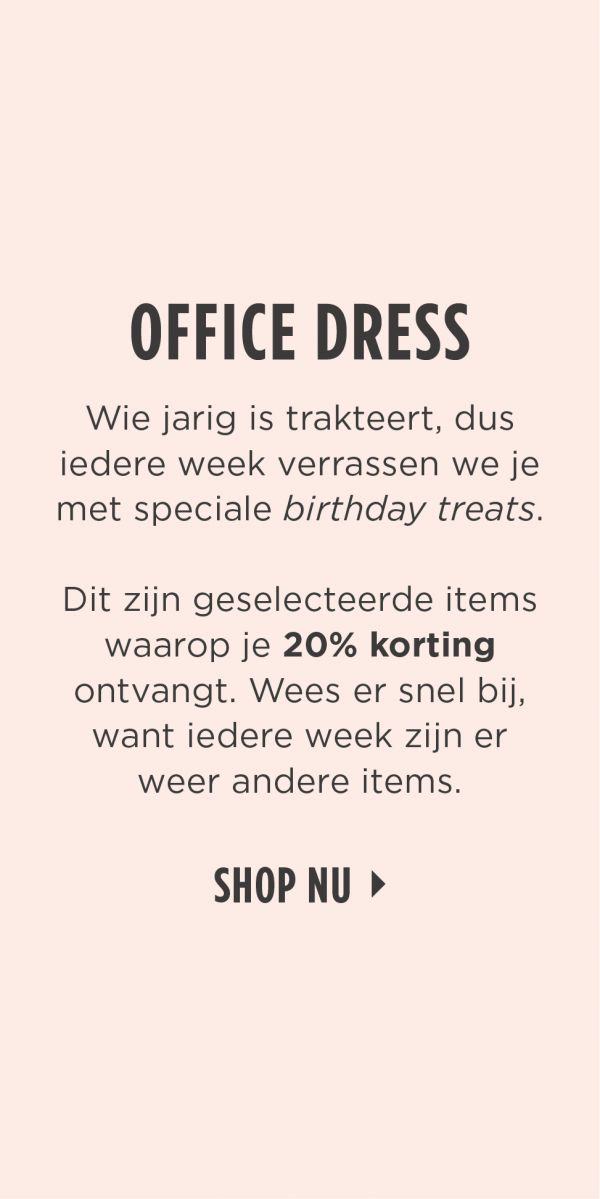 OFFICE DRESS
Wie jarig is trakteert, dus
iedere week verrassen we je
met speciale birthday treats.
Dit zijn geselecteerde items
waarop je 20% korting
ontvangt. Wees er snel bij,
want iedere week zijn er
weer andere items.
SHOP NU